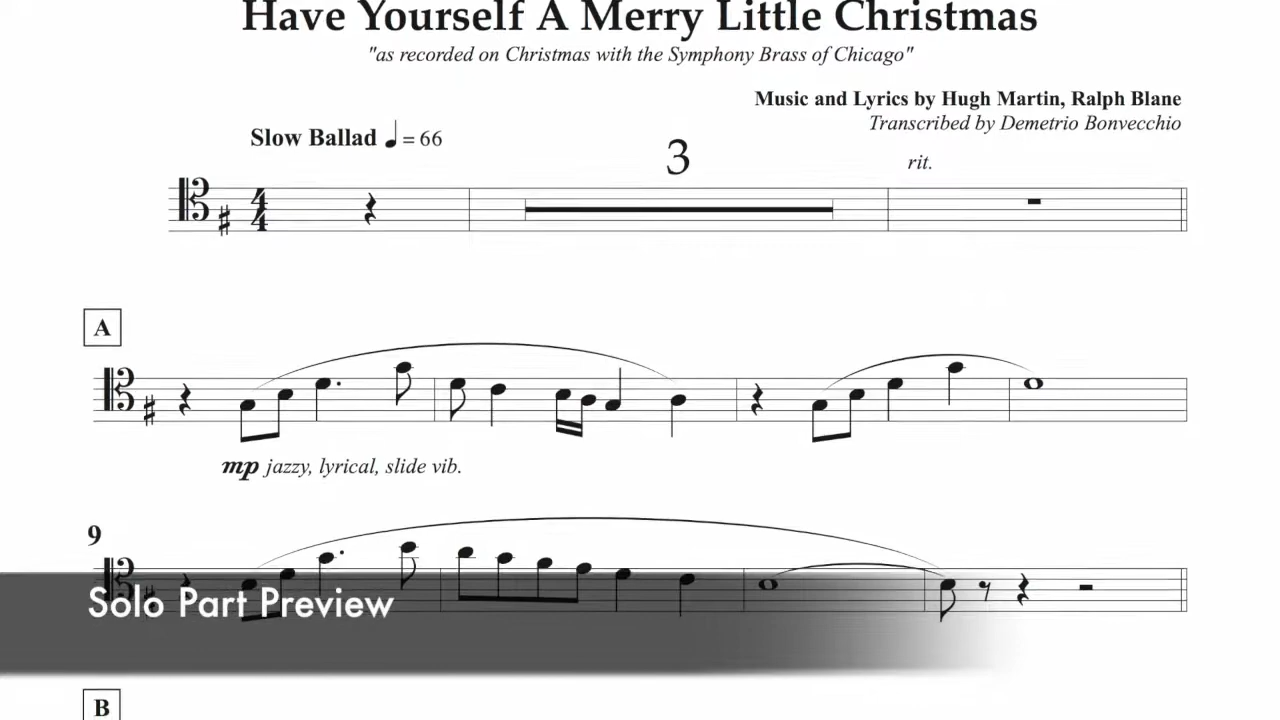 Have Yourself A Merry Little Christmas
"as recorded on Christmas with the Symphony Brass of Chicago"
Music and Lyrics by Hugh Martin, Ralph Blane
Transcribed by Demetrio Bonvecchio
Slow Ballad ♩ = 66
3
rit.
4
4
A
mp jazzy, lyrical, slide vib.
9
Solo Part Preview
B